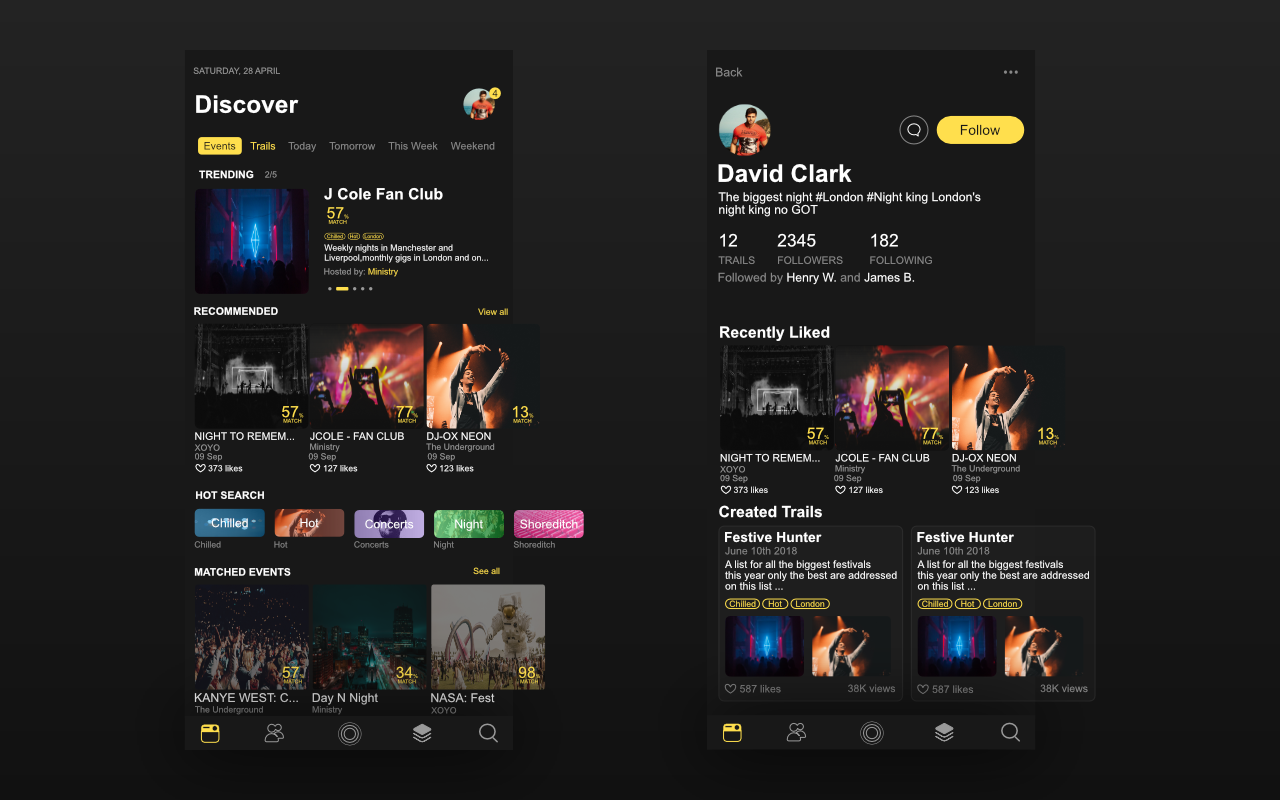 SATURDAY, 28 APRIL
Discover
4
Events
Trails
Today
Tomorrow
This Week
Weekend
TRENDING 2/5
J Cole Fan Club
57%
MATCH
Chilled
Hot
London
Weekly nights in Manchester and
Liverpool,monthly gigs in London and on...
Hosted by: Ministry
RECOMMENDED
View all
57%
MATCH
77%
MATCH
13%
MATCH
NIGHT TO REMEM...
XOYO
09 Sep
373 likes
JCOLE - FAN CLUB
Ministry
09 Sep
127 likes
DJ-OX NEON
The Underground
09 Sep
123 likes
HOT SEARCH
Chilled
Hot
Concerts
Night
Shoreditch
Chilled
Hot
Concerts
Night
Shoreditch
MATCHED EVENTS
See all
57%
MATCH
34%
MATCH
98%
MATCH
KANYE WEST: C...
The Underground
Day N Night
Ministry
NASA: Fest
XOYO
Back
Follow
David Clark
The biggest night #London #Night king London's
night king no GOT
12
TRAILS
2345
FOLLOWERS
182
FOLLOWING
Followed by Henry W. and James B.
Recently Liked
57%
MATCH
77%
MATCH
13%
MATCH
NIGHT TO REMEM...
XOYO
09 Sep
373 likes
JCOLE - FAN CLUB
Ministry
09 Sep
127 likes
DJ-OX NEON
The Underground
09 Sep
123 likes
Created Trails
Festive Hunter
June 10th 2018
A list for all the biggest festivals
this year only the best are addressed
on this list ...
Chilled
Hot
London
587 likes
38K views
Festive Hunter
June 10th 2018
A list for all the biggest festivals
this year only the best are addressed
on this list ...
Chilled
Hot
London
587 likes
38K views